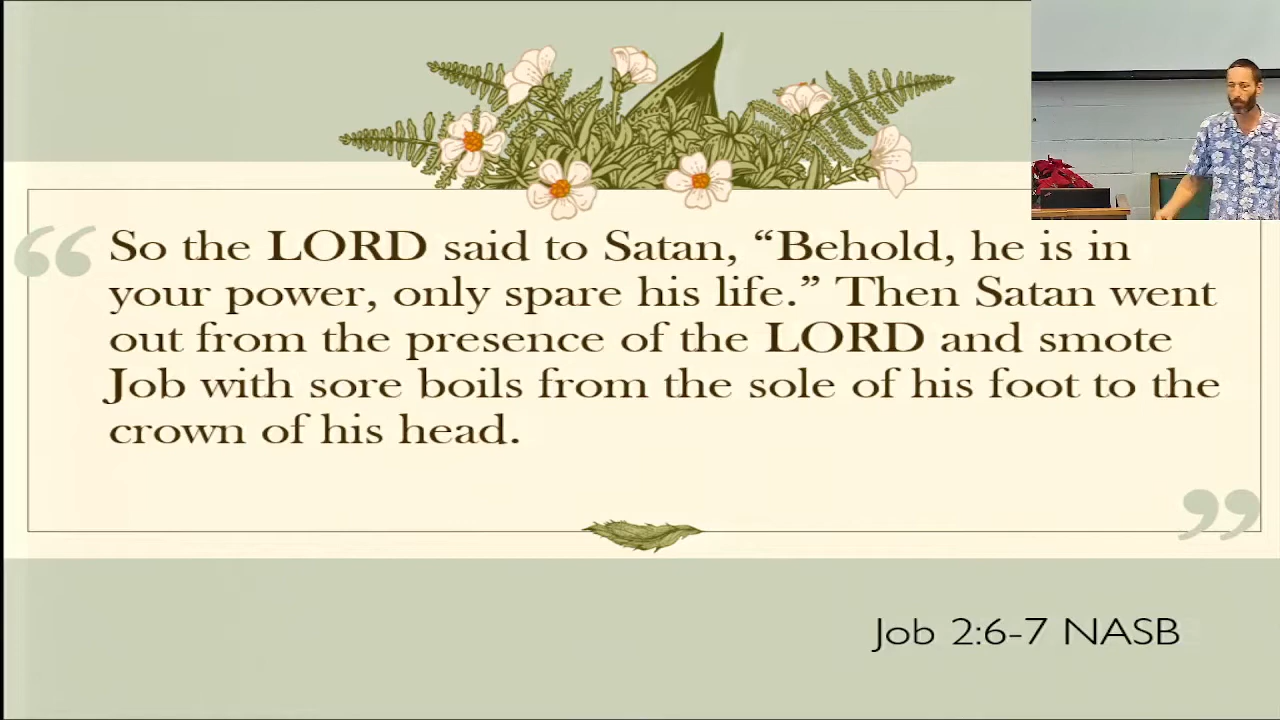 So the LORD said to Satan, “Behold, he is in
your power, only spare his life.” Then Satan went
out from the presence of the LORD and smote
Job with sore boils from the sole of his foot to the
crown of his head.
Job 2:6-7 NASB